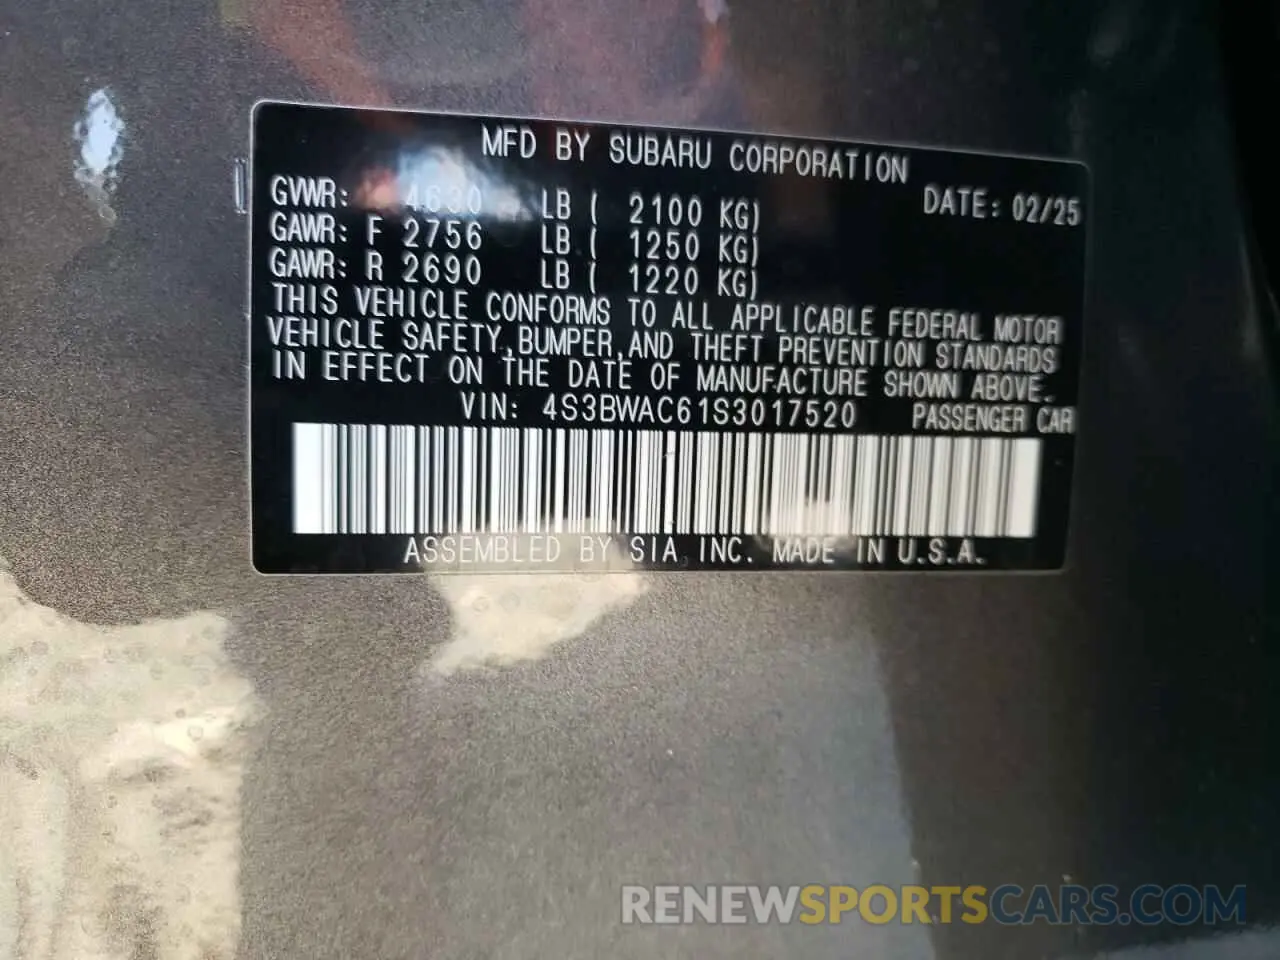 MFD BY SUBARU CORPORATION
GVWR: 4630 LB ( 2100 KG) DATE: 02/25
GAWR: F 2756 LB ( 1250 KG)
GAWR: R 2690 LB ( 1220 KG)
THIS VEHICLE CONFORMS TO ALL APPLICABLE FEDERAL MOTOR
VEHICLE SAFETY, BUMPER, AND THEFT PREVENTION STANDARDS
IN EFFECT ON THE DATE OF MANUFACTURE SHOWN ABOVE.
VIN: 4S3BWAC61S3017520 PASSENGER CAR
ASSEMBLED BY SIA INC. MADE IN U.S.A.
RENEWSPORTSCARS.COM